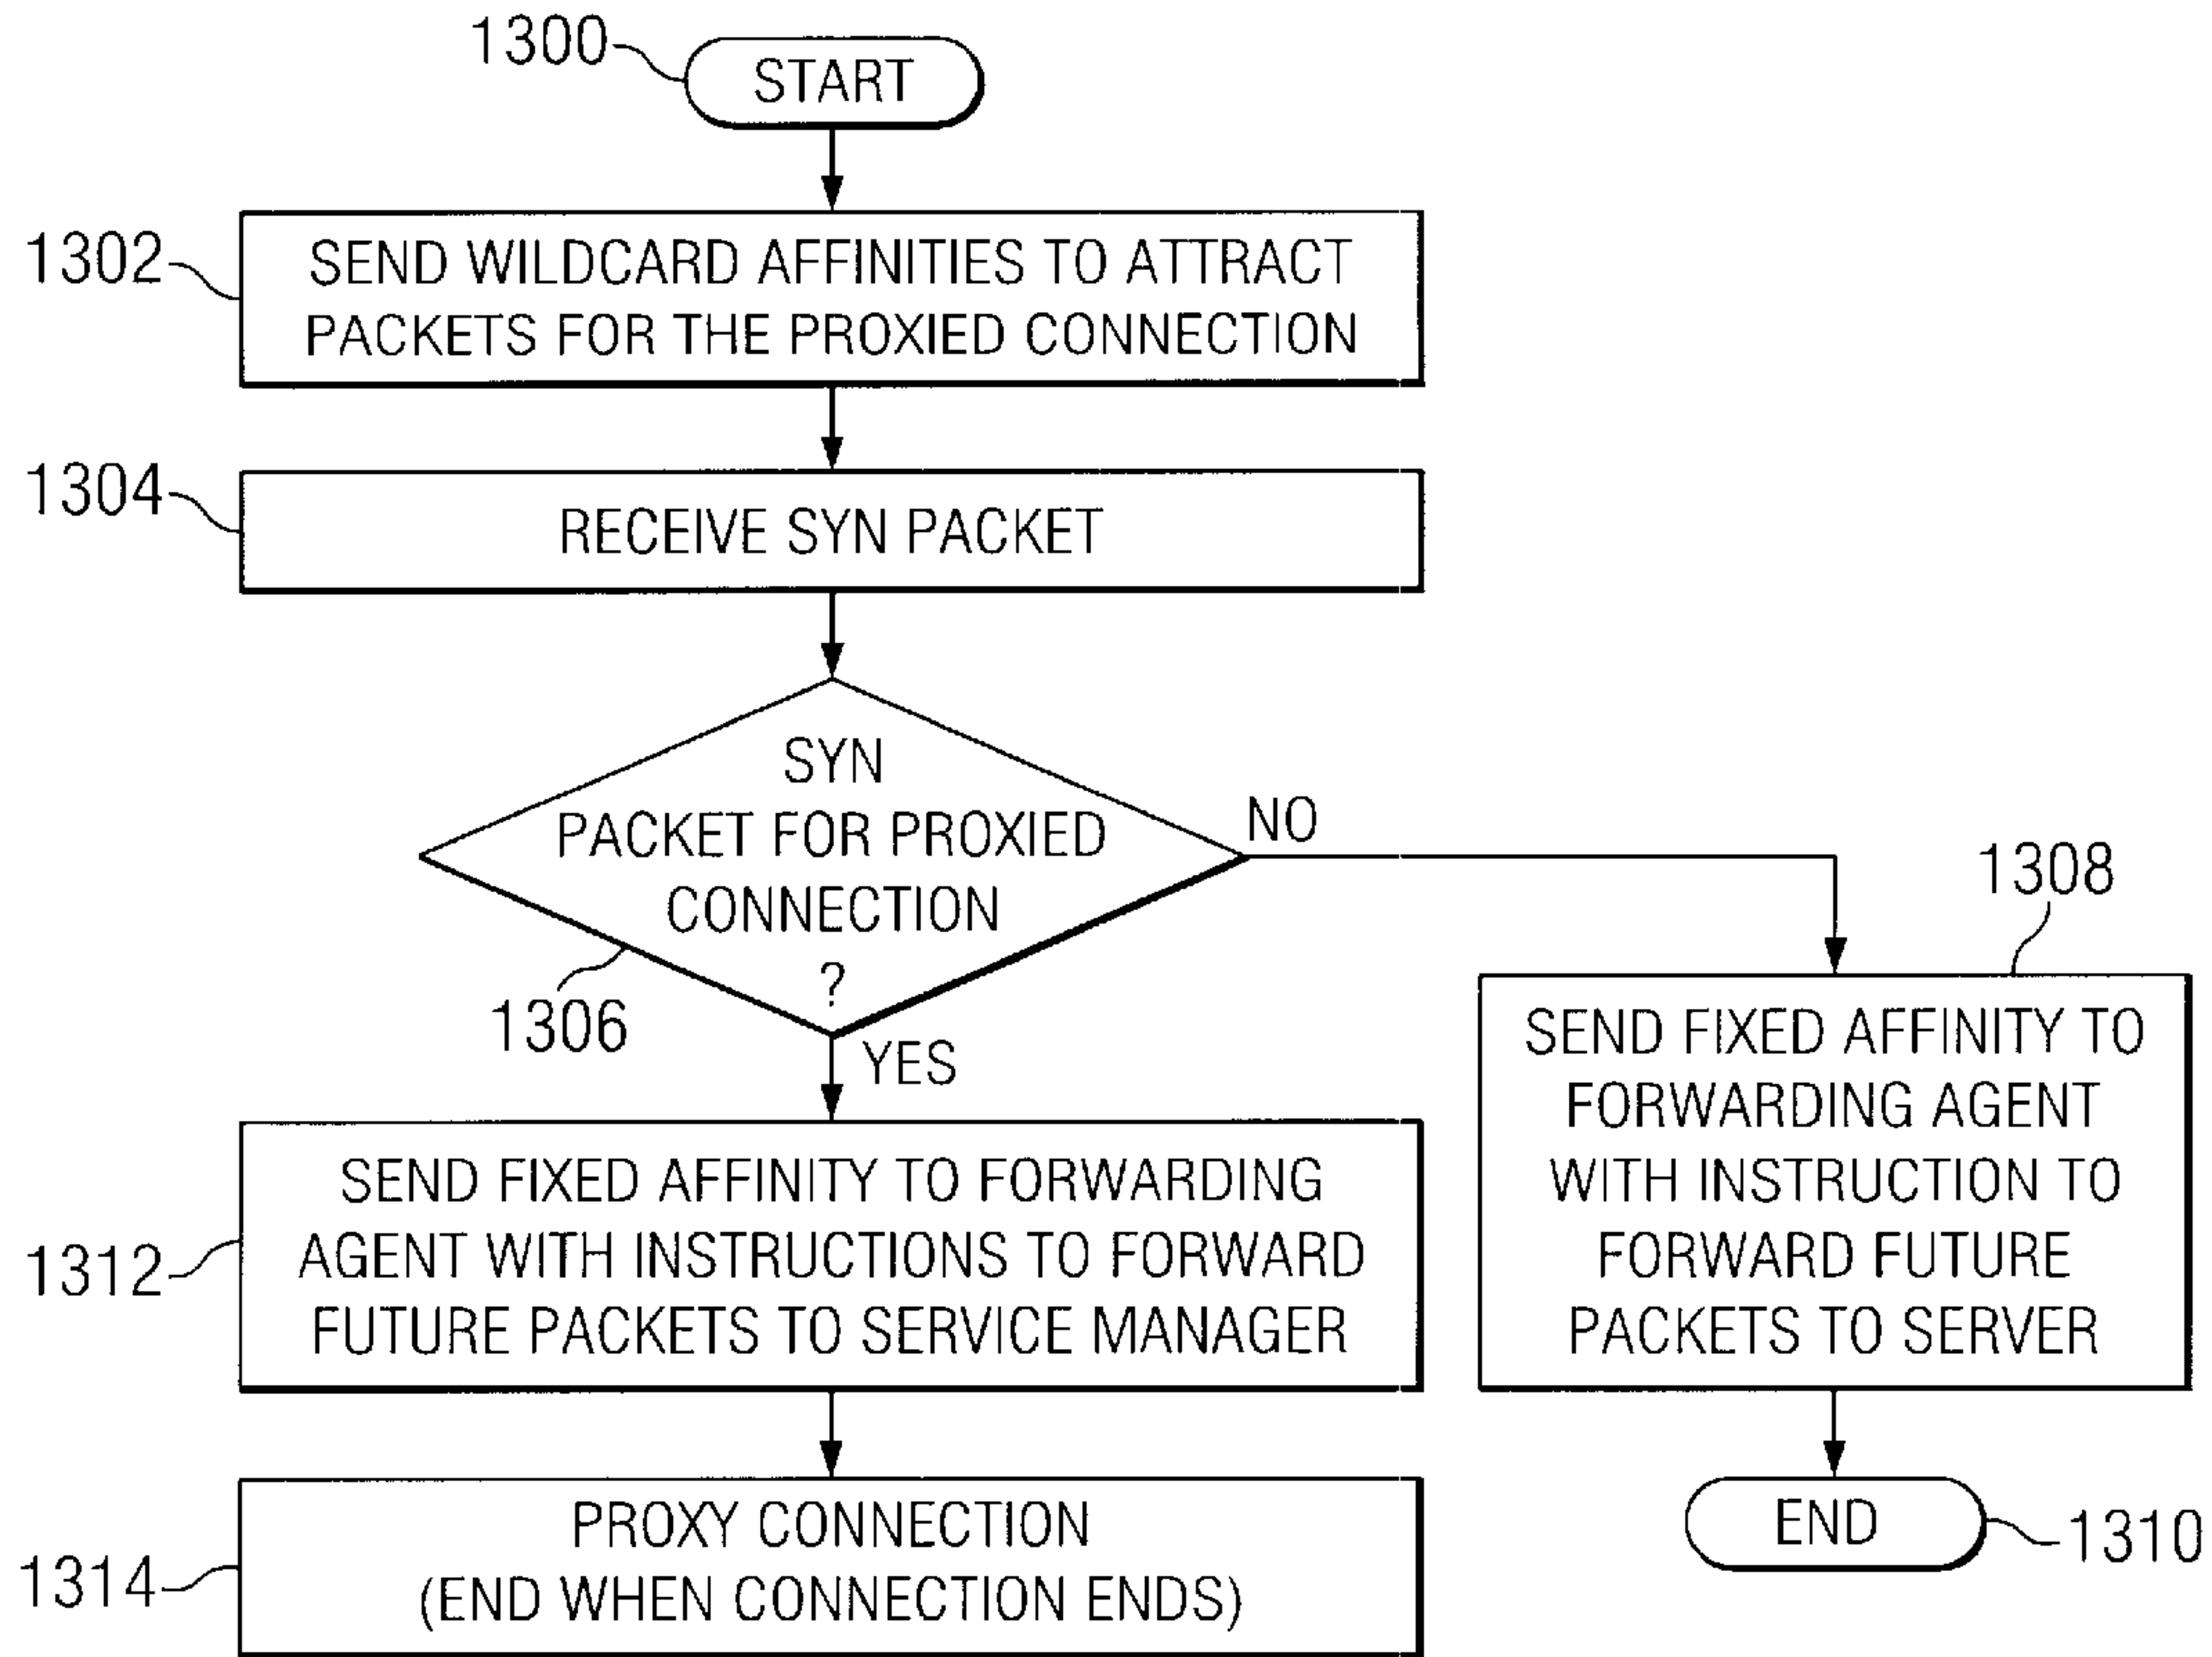 1300
START
1302
SEND WILDCARD AFFINITIES TO ATTRACT
PACKETS FOR THE PROXIED CONNECTION
1304
RECEIVE SYN PACKET
SYN
PACKET FOR PROXIED
CONNECTION
?
1306
NO
YES
1308
SEND FIXED AFFINITY TO
FORWARDING AGENT
WITH INSTRUCTION TO
FORWARD FUTURE
PACKETS TO SERVER
1312
SEND FIXED AFFINITY TO FORWARDING
AGENT WITH INSTRUCTIONS TO FORWARD
FUTURE PACKETS TO SERVICE MANAGER
1314
PROXY CONNECTION
(END WHEN CONNECTION ENDS)
END
1310